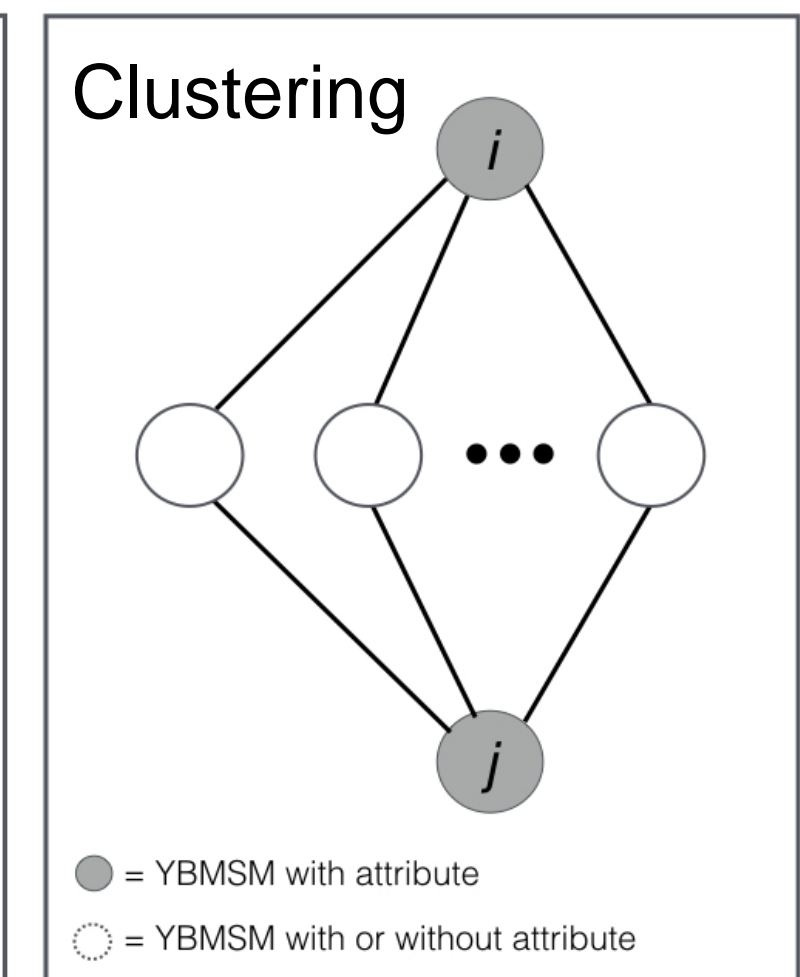 Clustering
i
j
= YBMSM with attribute
= YBMSM with or without attribute